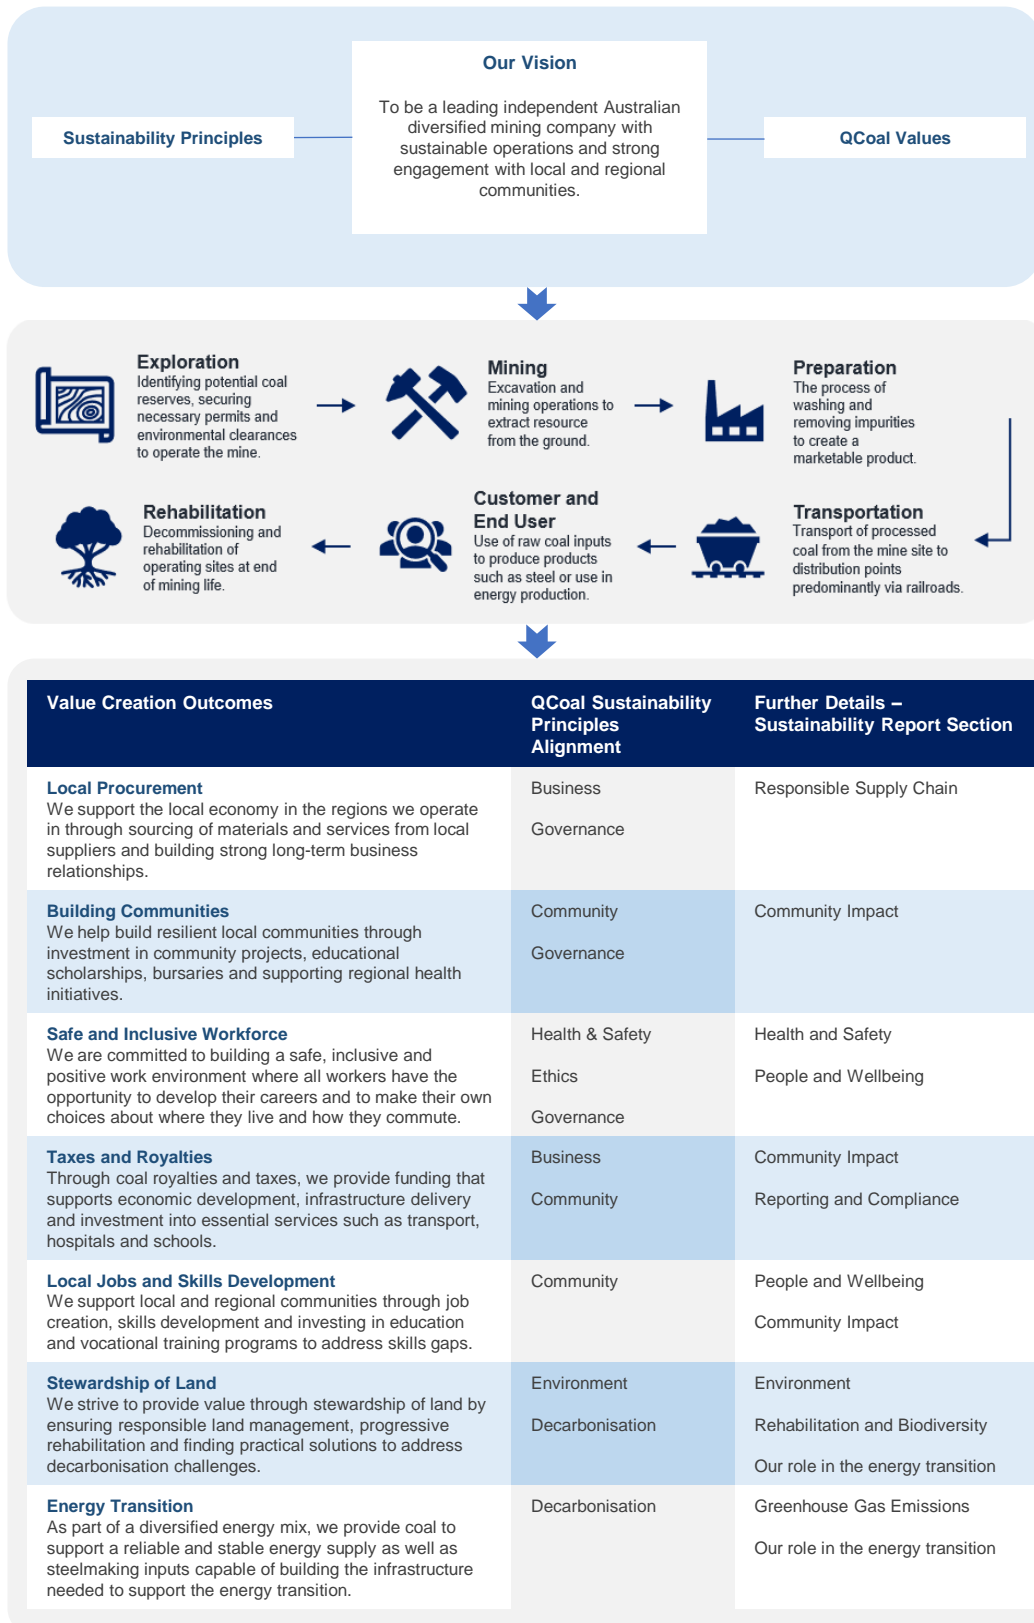 Our Vision
To be a leading independent Australian
diversified mining company with
sustainable operations and strong
engagement with local and regional
communities.
Sustainability Principles
QCoal Values
Exploration
Identifying potential coal
reserves, securing
necessary permits and
environmental clearances
to operate the mine.
Mining
Excavation and
mining operations to
extract resource
from the ground.
Preparation
The process of
washing and
removing impurities
to create a
marketable product.
Transportation
Transport of processed
coal from the mine site to
distribution points
predominantly via railroads.
Customer and
End User
Use of raw coal inputs
to produce products
such as steel or use in
energy production.
Rehabilitation
Decommissioning and
rehabilitation of
operating sites at end
of mining life.
Value Creation Outcomes
QCoal Sustainability
Principles
Alignment
Further Details –
Sustainability Report Section
Local Procurement
We support the local economy in the regions we operate
in through sourcing of materials and services from local
suppliers and building strong long-term business
relationships.
Business
Governance
Responsible Supply Chain
Building Communities
We help build resilient local communities through
investment in community projects, educational
scholarships, bursaries and supporting regional health
initiatives.
Community
Governance
Community Impact
Safe and Inclusive Workforce
We are committed to building a safe, inclusive and
positive work environment where all workers have the
opportunity to develop their careers and to make their own
choices about where they live and how they commute.
Health & Safety
Ethics
Governance
Health and Safety
People and Wellbeing
Taxes and Royalties
Through coal royalties and taxes, we provide funding that
supports economic development, infrastructure delivery
and investment into essential services such as transport,
hospitals and schools.
Business
Community
Community Impact
Reporting and Compliance
Local Jobs and Skills Development
We support local and regional communities through job
creation, skills development and investing in education
and vocational training programs to address skills gaps.
Community
People and Wellbeing
Community Impact
Stewardship of Land
We strive to provide value through stewardship of land by
ensuring responsible land management, progressive
rehabilitation and finding practical solutions to address
decarbonisation challenges.
Environment
Decarbonisation
Environment
Rehabilitation and Biodiversity
Our role in the energy transition
Energy Transition
As part of a diversified energy mix, we provide coal to
support a reliable and stable energy supply as well as
steelmaking inputs capable of building the infrastructure
needed to support the energy transition.
Decarbonisation
Greenhouse Gas Emissions
Our role in the energy transition